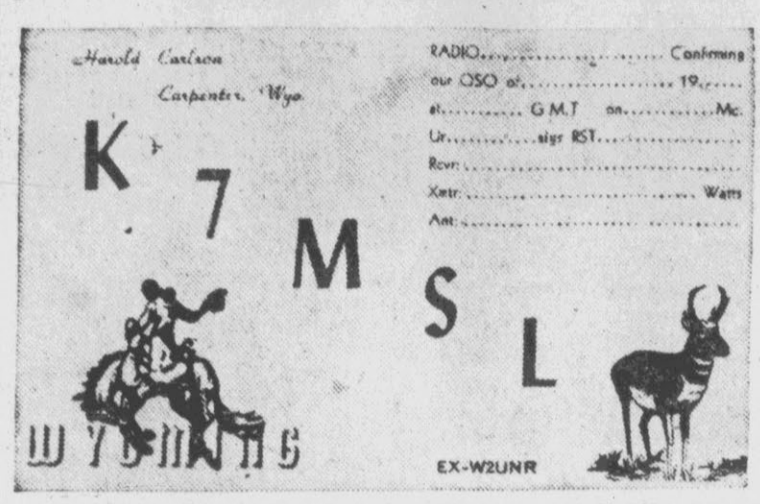 Harold Carlson
Carpenter, Wyo.
K7MSL
RADIO.................... Confirming
our QSO of.................... 19.......
at........... G.M.T on...........Mc.
Ur...........sigs RST....................
Rcvr:........................................
Xmtr:.............................. Watts
Ant:........................................
WYOMING
EX-W2UNR